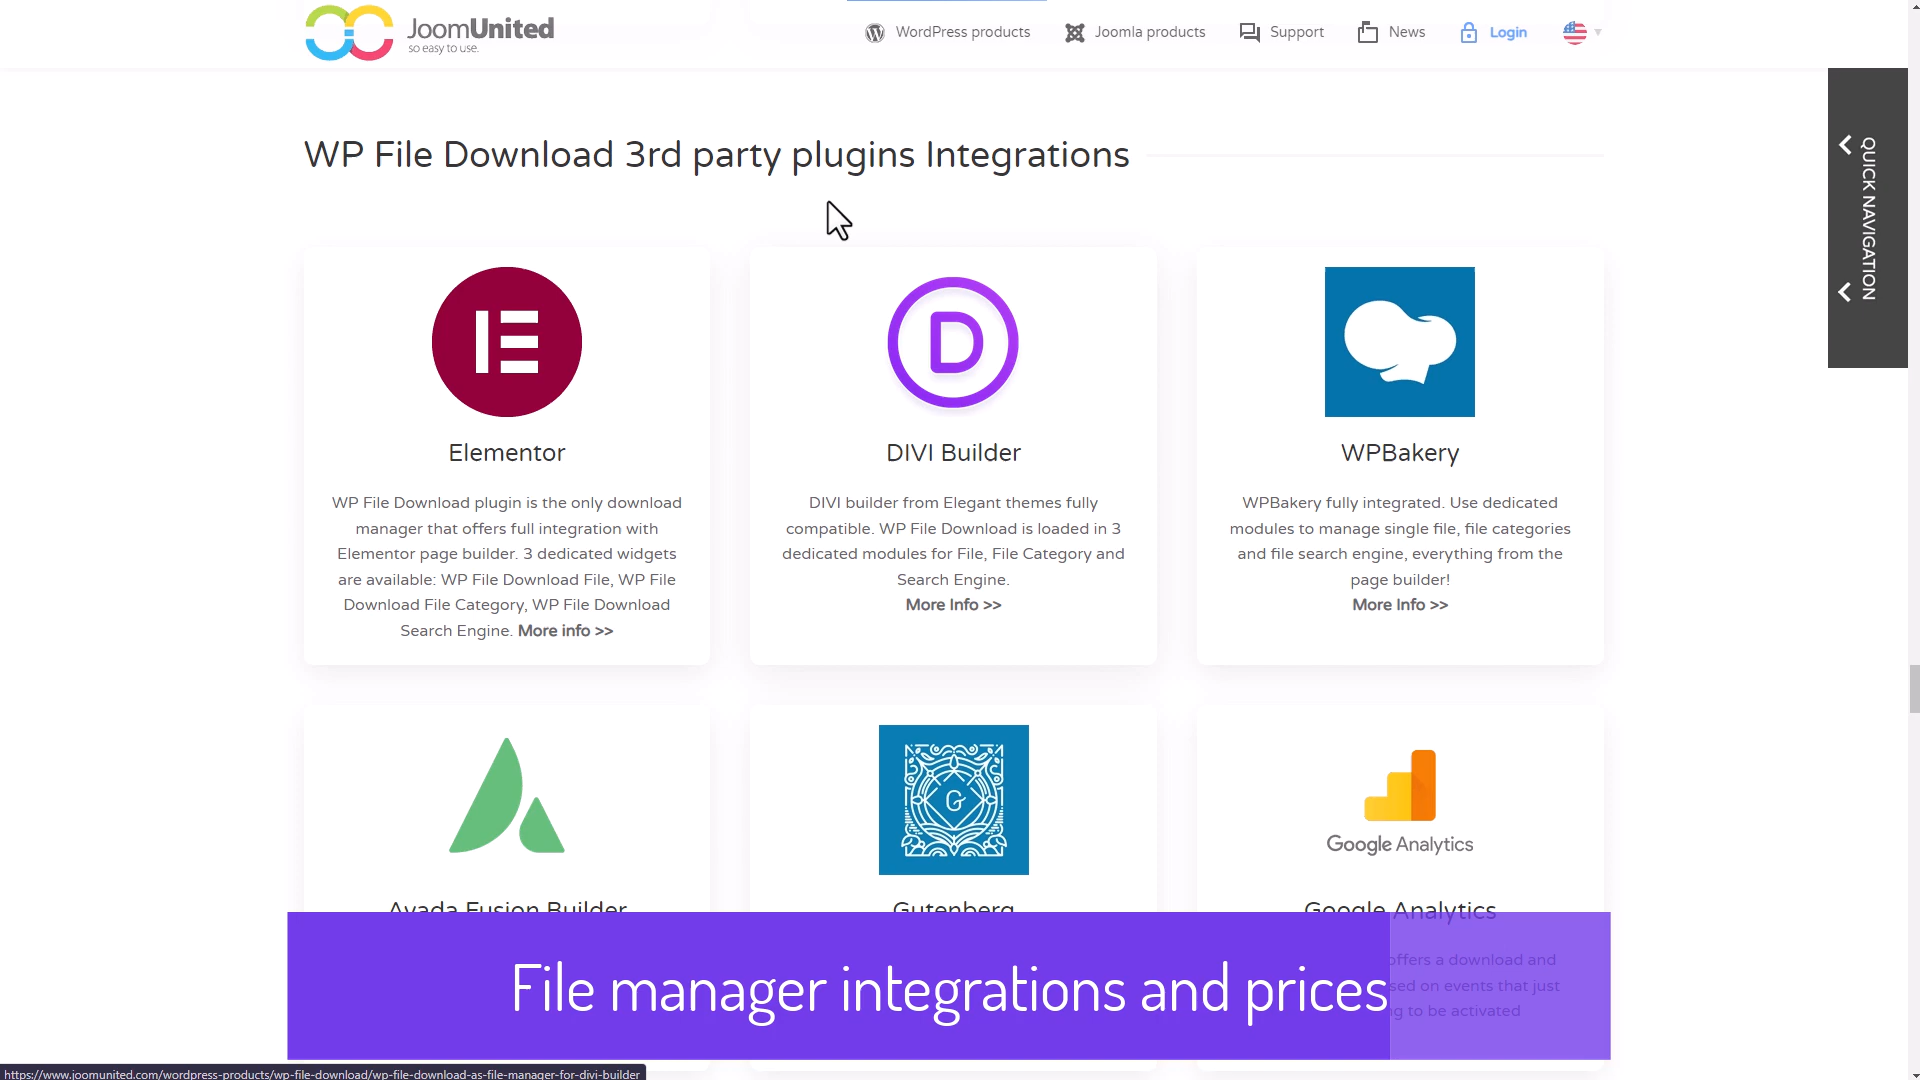 JoomUnited
so easy to use.
WordPress products
Joomla products
Support
News
Login
QUICK NAVIGATION
WP File Download 3rd party plugins Integrations
Elementor
WP File Download plugin is the only download
manager that offers full integration with
Elementor page builder. 3 dedicated widgets
are available: WP File Download File, WP File
Download File Category, WP File Download
Search Engine. More info >>
DIVI Builder
DIVI builder from Elegant themes fully
compatible. WP File Download is loaded in 3
dedicated modules for File, File Category and
Search Engine.
More Info >>
WPBakery
WPBakery fully integrated. Use dedicated
modules to manage single file, file categories
and file search engine, everything from the
page builder!
More Info >>
Google Analytics
Avada Fusion Builder
Gutenberg
Google Analytics
offers a download and
on events that just
to be activated
File manager integrations and prices
https://www.joomunited.com/wordpress-products/wp-file-download/wp-file-download-as-file-manager-for-divi-builder